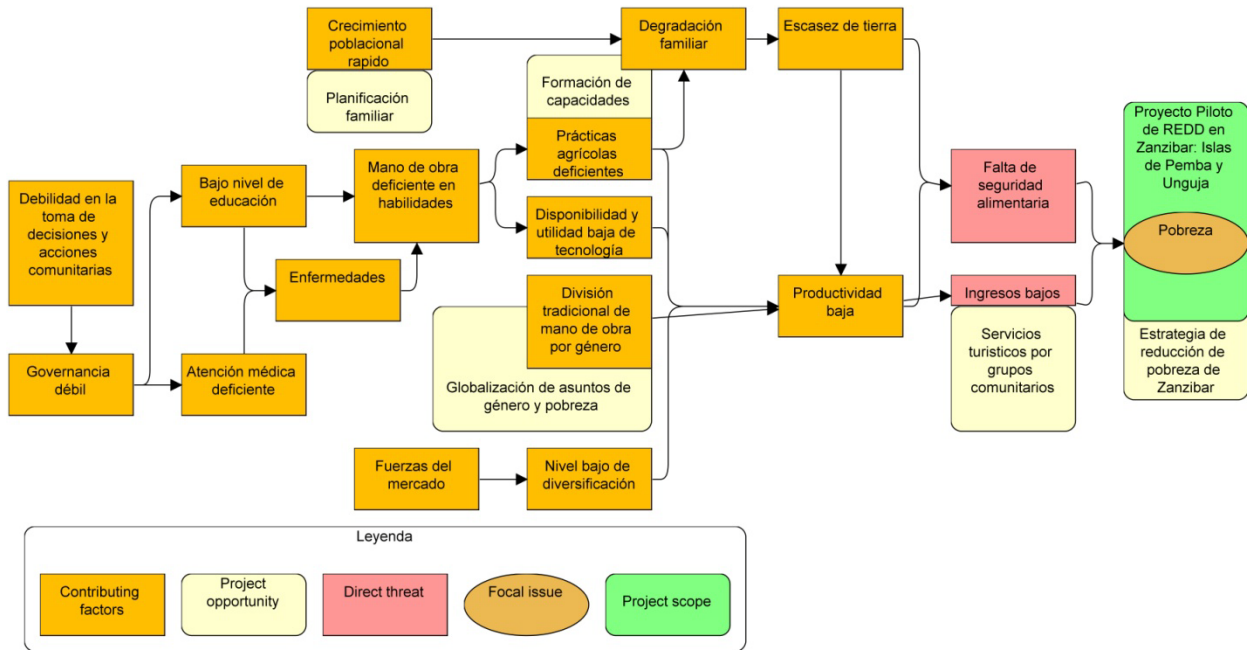 Crecimiento
poblacional
rapido
Planificación
familiar
Degradación
familiar
Escasez de tierra
Formación de
capacidades
Prácticas
agrícolas
deficientes
Proyecto Piloto
de REDD en
Zanzibar: Islas
de Pemba y
Unguja
Pobreza
Estrategia de
reducción de
pobreza de
Zanzibar
Debilidad en la
toma de
decisiones y
acciones
comunitarias
Bajo nivel de
educación
Mano de obra
deficiente en
habilidades
Disponibilidad y
utilidad baja de
tecnología
Falta de
seguridad
alimentaria
Enfermedades
División
tradicional de
mano de obra
por género
Globalización de asuntos de
género y pobreza
Productividad
baja
Ingresos bajos
Servicios
turisticos por
grupos
comunitarios
Governancia
débil
Atención médica
deficiente
Fuerzas del
mercado
Nivel bajo de
diversificación
Leyenda
Contributing
factors
Project
opportunity
Direct threat
Focal issue
Project scope